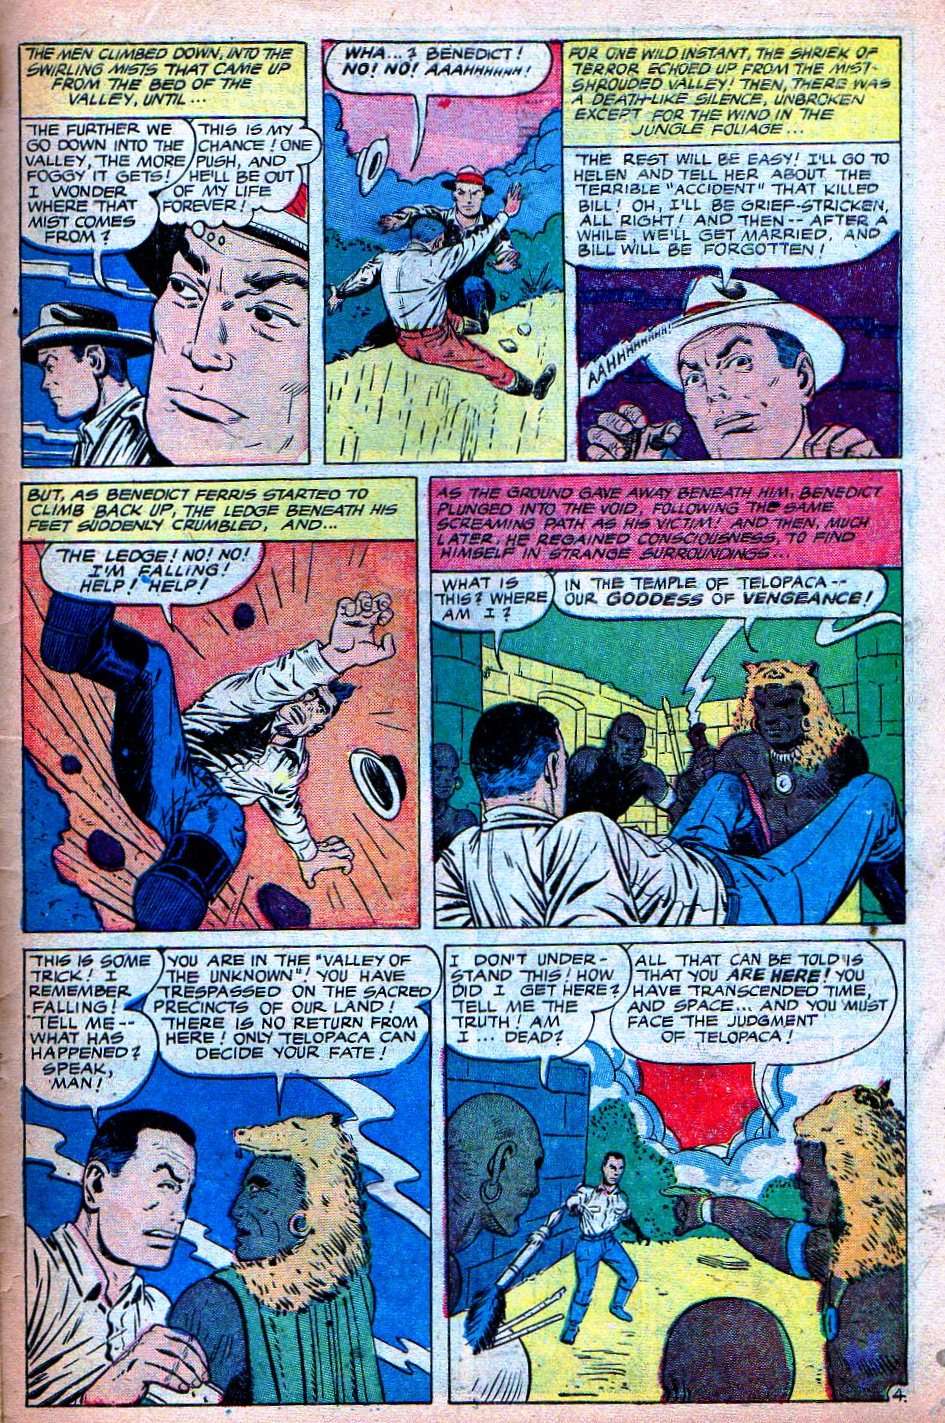 THE MEN CLIMBED DOWN, INTO THE
SWIRLING MISTS THAT CAME UP
FROM THE BED OF THE
VALLEY, UNTIL...
THE FURTHER WE
GO DOWN INTO THE
VALLEY, THE MORE
FOGGY IT GETS!
I WONDER
WHERE THAT
MIST COMES
FROM?
THIS IS MY
CHANCE! ONE
PUSH, AND
HE'LL BE OUT
OF MY LIFE
FOREVER!
WHA...? BENEDICT!
NO! NO! AAAHHHHHH!
FOR ONE WILD INSTANT, THE SHRIEK OF
TERROR ECHOED UP FROM THE MIST-
SHROUDED VALLEY! THEN, THERE WAS
A DEATH-LIKE SILENCE, UNBROKEN
EXCEPT FOR THE WIND IN THE
JUNGLE FOLIAGE...
THE REST WILL BE EASY! I'LL GO TO
HELEN AND TELL HER ABOUT THE
TERRIBLE "ACCIDENT" THAT KILLED
BILL! OH, I'LL BE GRIEF-STRICKEN,
ALL RIGHT! AND THEN-- AFTER A
WHILE, WE'LL GET MARRIED, AND
BILL WILL BE FORGOTTEN!
AAHHHHHHHH!
BUT, AS BENEDICT FERRIS STARTED TO
CLIMB BACK UP, THE LEDGE BENEATH HIS
FEET SUDDENLY CRUMBLED, AND...
THE LEDGE! NO! NO!
I'M FALLING!
HELP! HELP!
AS THE GROUND GAVE AWAY BENEATH HIM, BENEDICT
PLUNGED INTO THE VOID, FOLLOWING THE SAME
SCREAMING PATH AS HIS VICTIM! AND THEN, MUCH
LATER, HE REGAINED CONSCIOUSNESS, TO FIND
HIMSELF IN STRANGE SURROUNDINGS...
WHAT IS
THIS? WHERE
AM I?
IN THE TEMPLE OF TELOPACA--
OUR GODDESS OF VENGEANCE!
THIS IS SOME
TRICK! I
REMEMBER
FALLING!
TELL ME--
WHAT HAS
HAPPENED?
SPEAK,
MAN!
YOU ARE IN THE "VALLEY OF
THE UNKNOWN"! YOU HAVE
TRESPASSED ON THE SACRED
PRECINCTS OF OUR LAND!
THERE IS NO RETURN FROM
HERE! ONLY TELOPACA CAN
DECIDE YOUR FATE!
I DON'T UNDER-
STAND THIS! HOW
DID I GET HERE?
TELL ME THE
TRUTH! AM
I... DEAD?
ALL THAT CAN BE TOLD IS
THAT YOU ARE HERE! YOU
HAVE TRANSCENDED TIME,
AND SPACE... AND YOU MUST
FACE THE JUDGMENT
OF TELOPACA!
4.